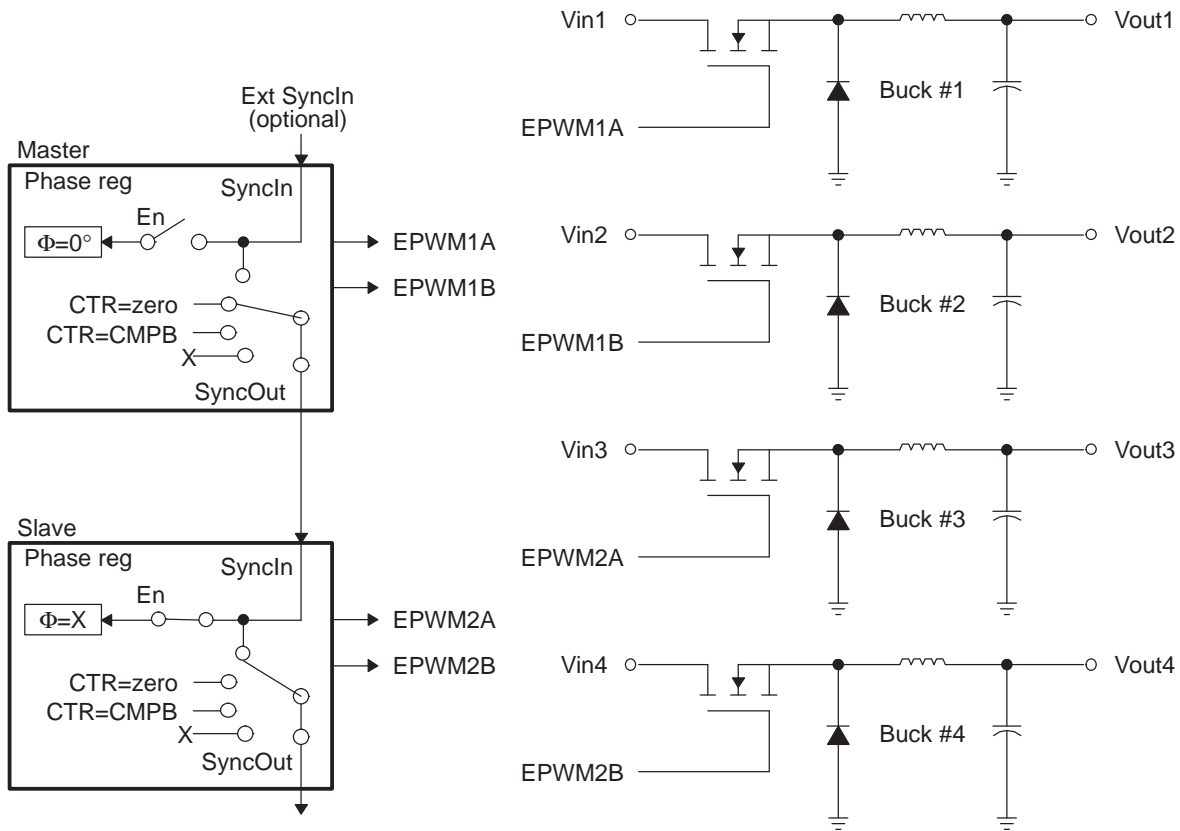 Ext SyncIn
(optional)
Master
Phase reg
SyncIn
En
Φ=0°
EPWM1A
EPWM1B
CTR=zero
CTR=CMPB
X
SyncOut
Slave
Phase reg
SyncIn
En
Φ=X
EPWM2A
EPWM2B
CTR=zero
CTR=CMPB
X
SyncOut
Vin1
Vout1
Buck #1
EPWM1A
Vin2
Vout2
Buck #2
EPWM1B
Vin3
Vout3
Buck #3
EPWM2A
Vin4
Vout4
Buck #4
EPWM2B